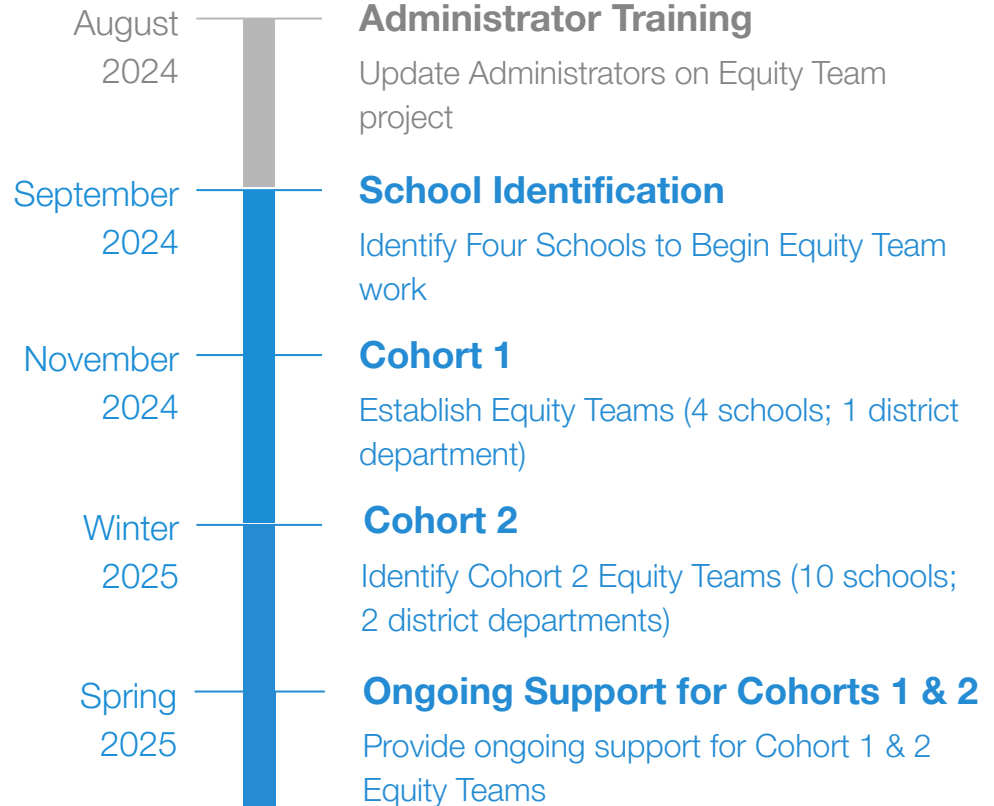 August
2024
Administrator Training
Update Administrators on Equity Team
project
September
2024
School Identification
Identify Four Schools to Begin Equity Team
work
November
2024
Cohort 1
Establish Equity Teams (4 schools; 1 district
department)
Winter
2025
Cohort 2
Identify Cohort 2 Equity Teams (10 schools;
2 district departments)
Spring
2025
Ongoing Support for Cohorts 1 & 2
Provide ongoing support for Cohort 1 & 2
Equity Teams